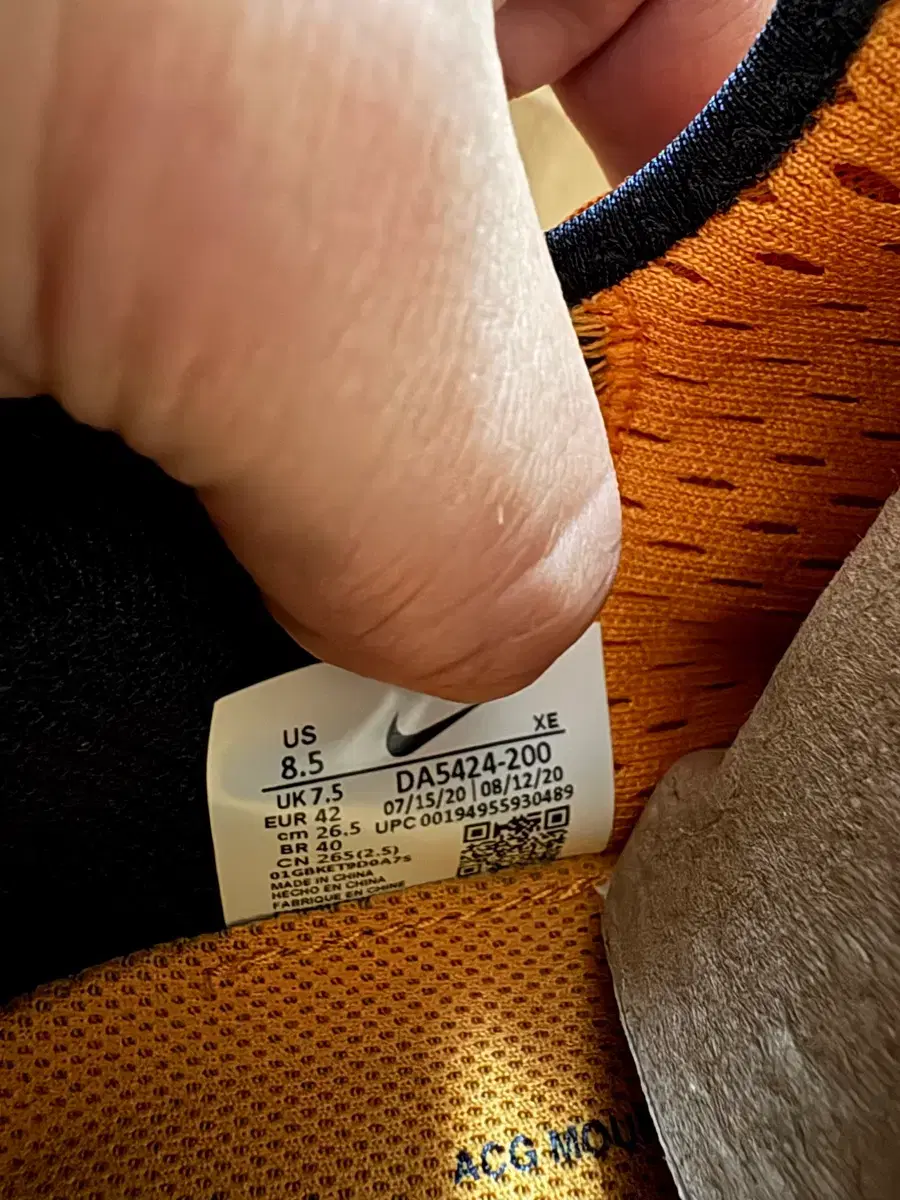 US
8.5
XE
DA5424-200
UK 7.5
07/15/20 | 08/12/20
EUR 42
UPC 00194955930489
cm 26.5
BR 40
CN 265(2.5)
01GBKET9D0A7S
MADE IN CHINA
HECHO EN CHINA
FABRIQUE EN CHINE
ACG